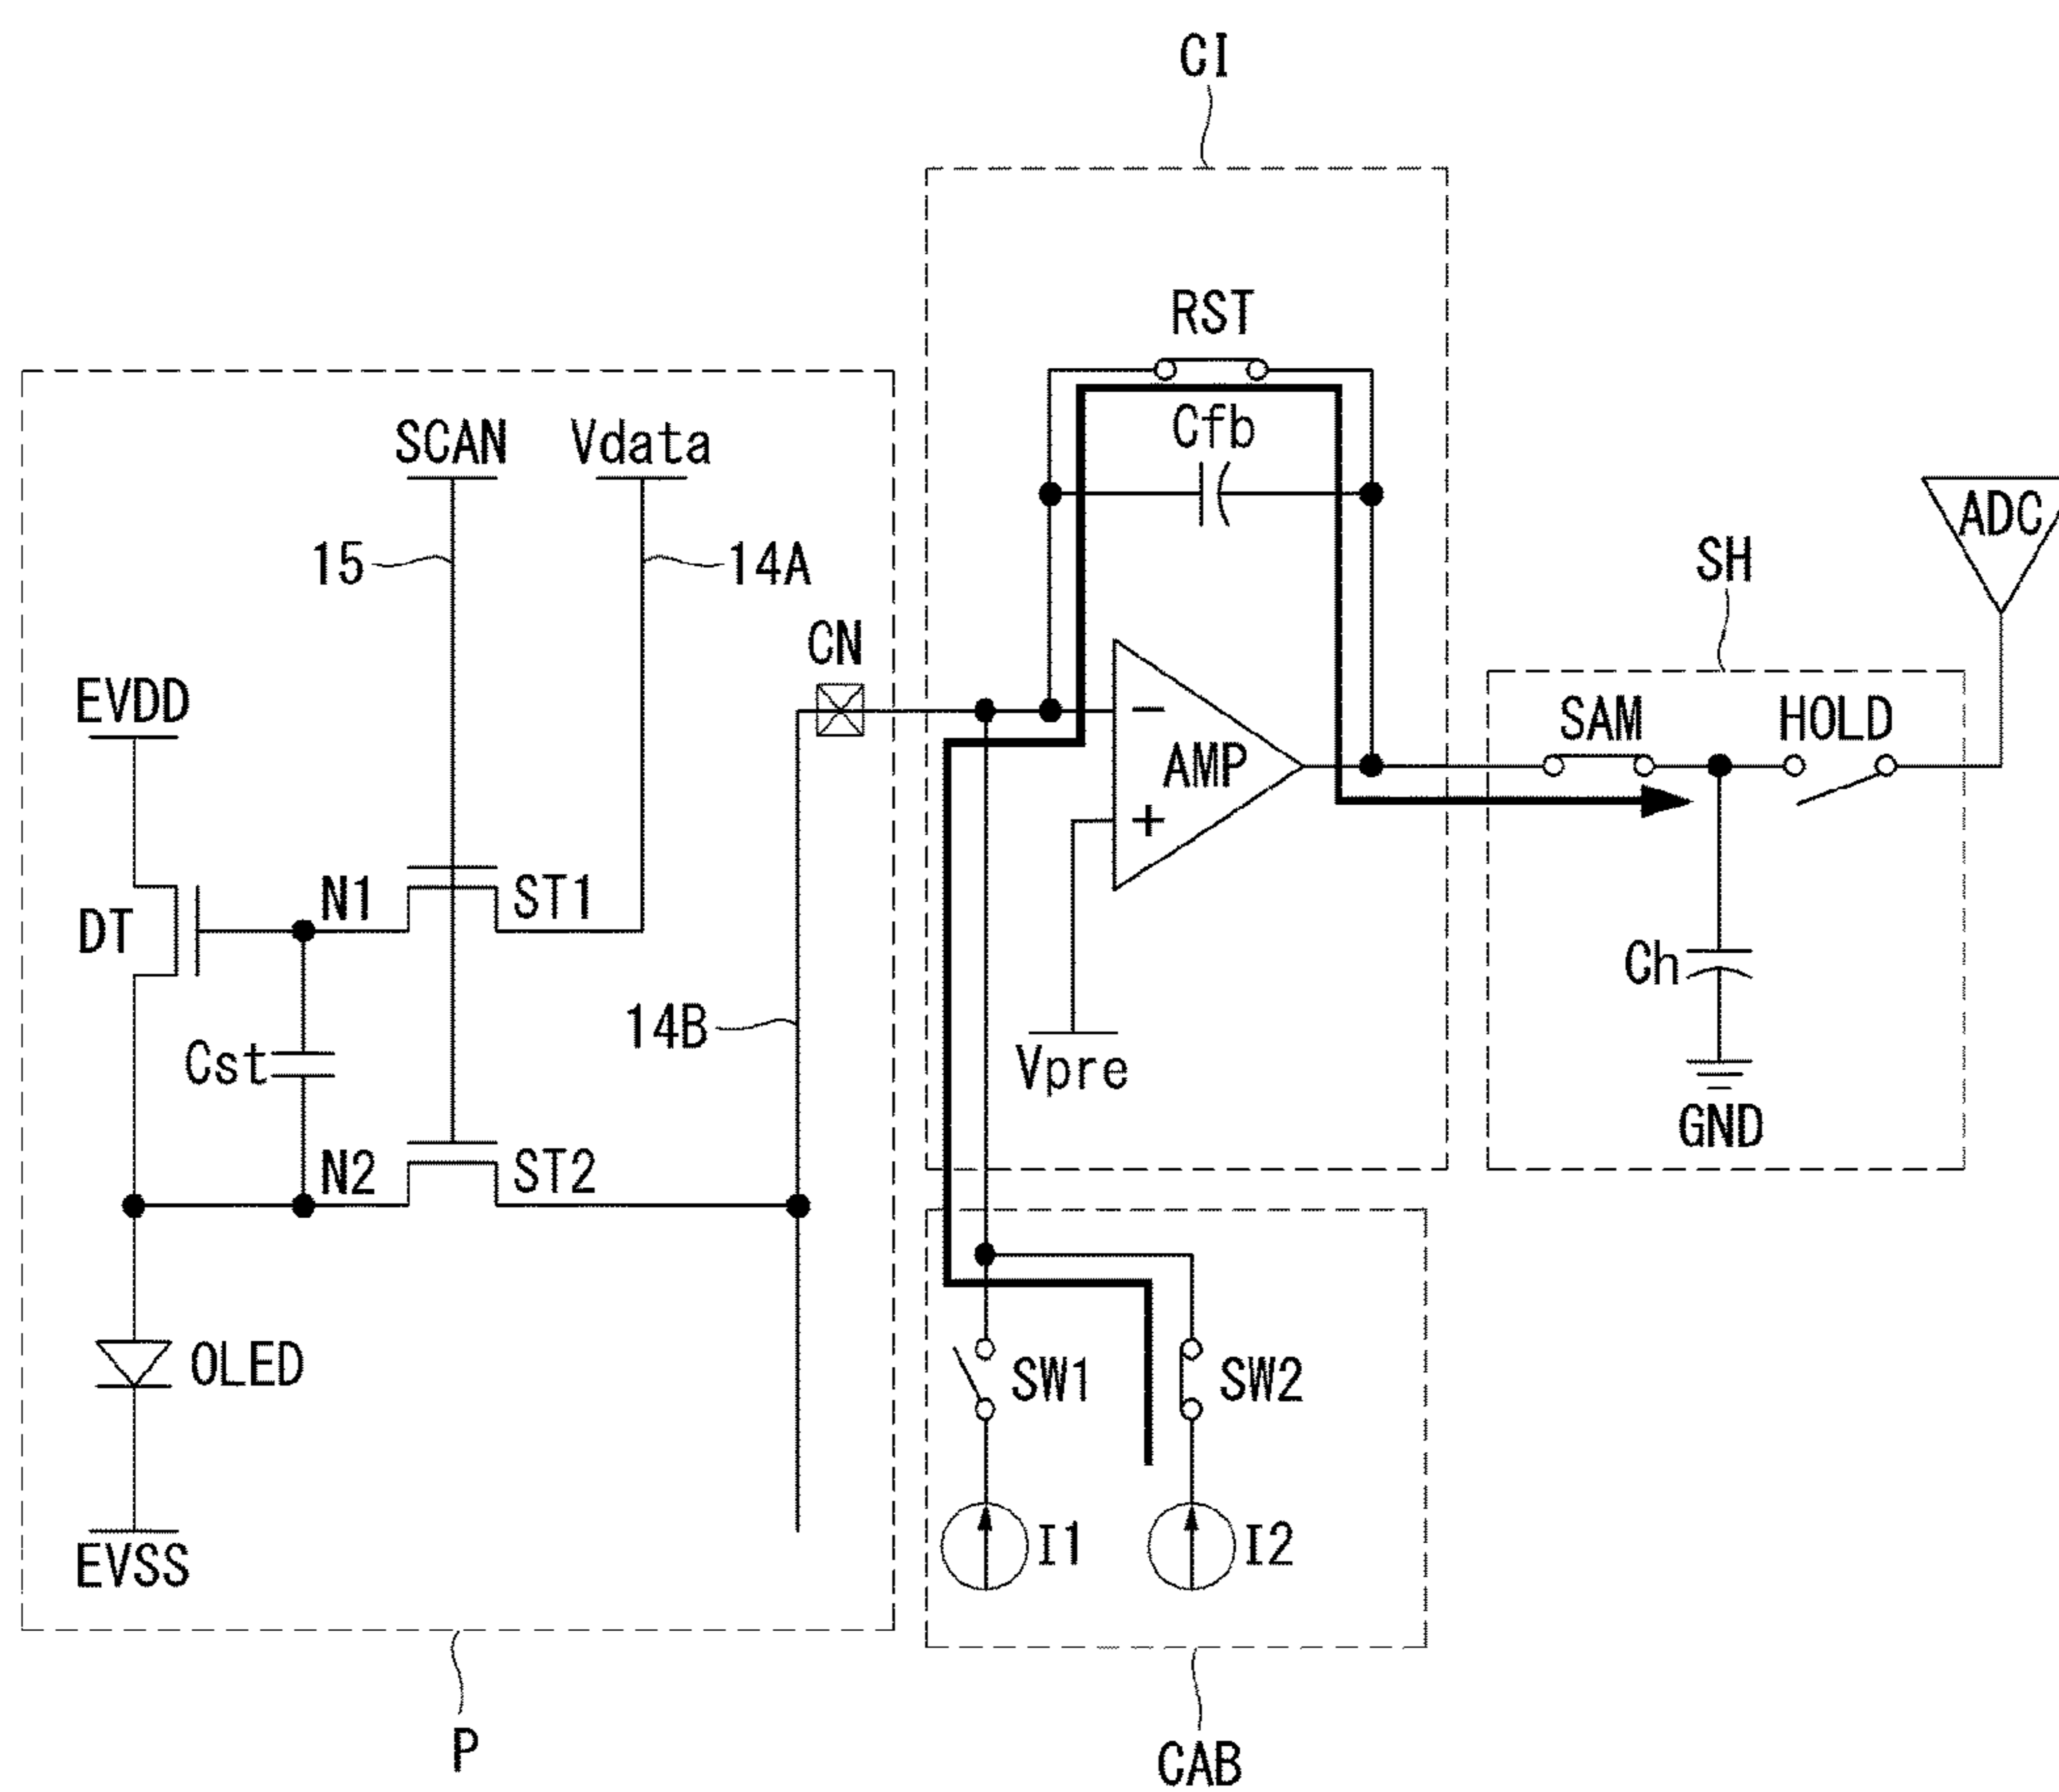 CI
RST
Cfb
SCAN Vdata
ADC
15 14A
SH
CN
EVDD
SAM HOLD
AMP
−
+
N1 ST1
DT
Ch
14B
Cst
Vpre
GND
N2 ST2
OLED
SW1 SW2
I1 I2
EVSS
P
CAB